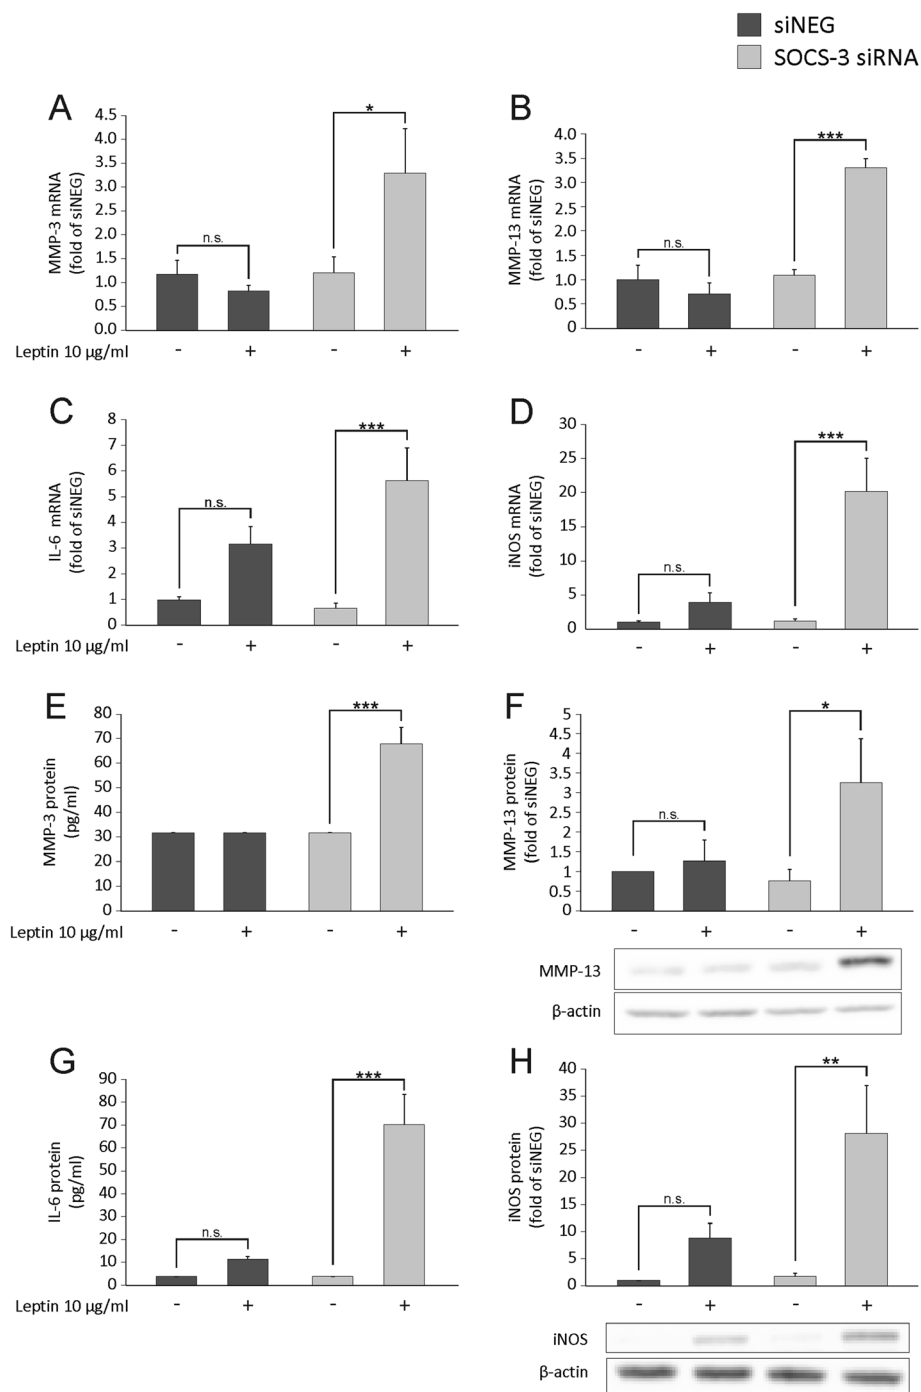 siNEG
SOCS-3 siRNA
A
MMP-3 mRNA
(fold of siNEG)
4.5
4.0
3.5
3.0
2.5
2.0
1.5
1.0
0.5
0.0
n.s.
*
Leptin 10 µg/ml - + - +
B
MMP-13 mRNA
(fold of siNEG)
4.0
3.5
3.0
2.5
2.0
1.5
1.0
0.5
0
n.s.
***
- + - +
C
IL-6 mRNA
(fold of siNEG)
8
7
6
5
4
3
2
1
0
n.s.
***
Leptin 10 µg/ml - + - +
D
iNOS mRNA
(fold of siNEG)
30
25
20
15
10
5
0
n.s.
***
- + - +
E
MMP-3 protein
(pg/ml)
80
70
60
50
40
30
20
10
0
***
Leptin 10 µg/ml - + - +
F
MMP-13 protein
(fold of siNEG)
5
4.5
4
3.5
3
2.5
2
1.5
1
0.5
0
n.s.
*
- + - +
MMP-13
β-actin
G
IL-6 protein
(pg/ml)
90
80
70
60
50
40
30
20
10
0
n.s.
***
Leptin 10 µg/ml - + - +
H
iNOS protein
(fold of siNEG)
40
35
30
25
20
15
10
5
0
n.s.
**
- + - +
iNOS
β-actin